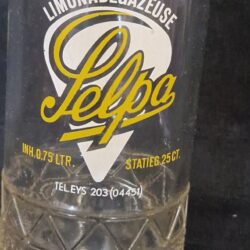 LIMONADEGAZEUSE
Selpa
INH. 0.75 LTR. STATIEG. 25 CT.
TEL EYS 203 (04451)